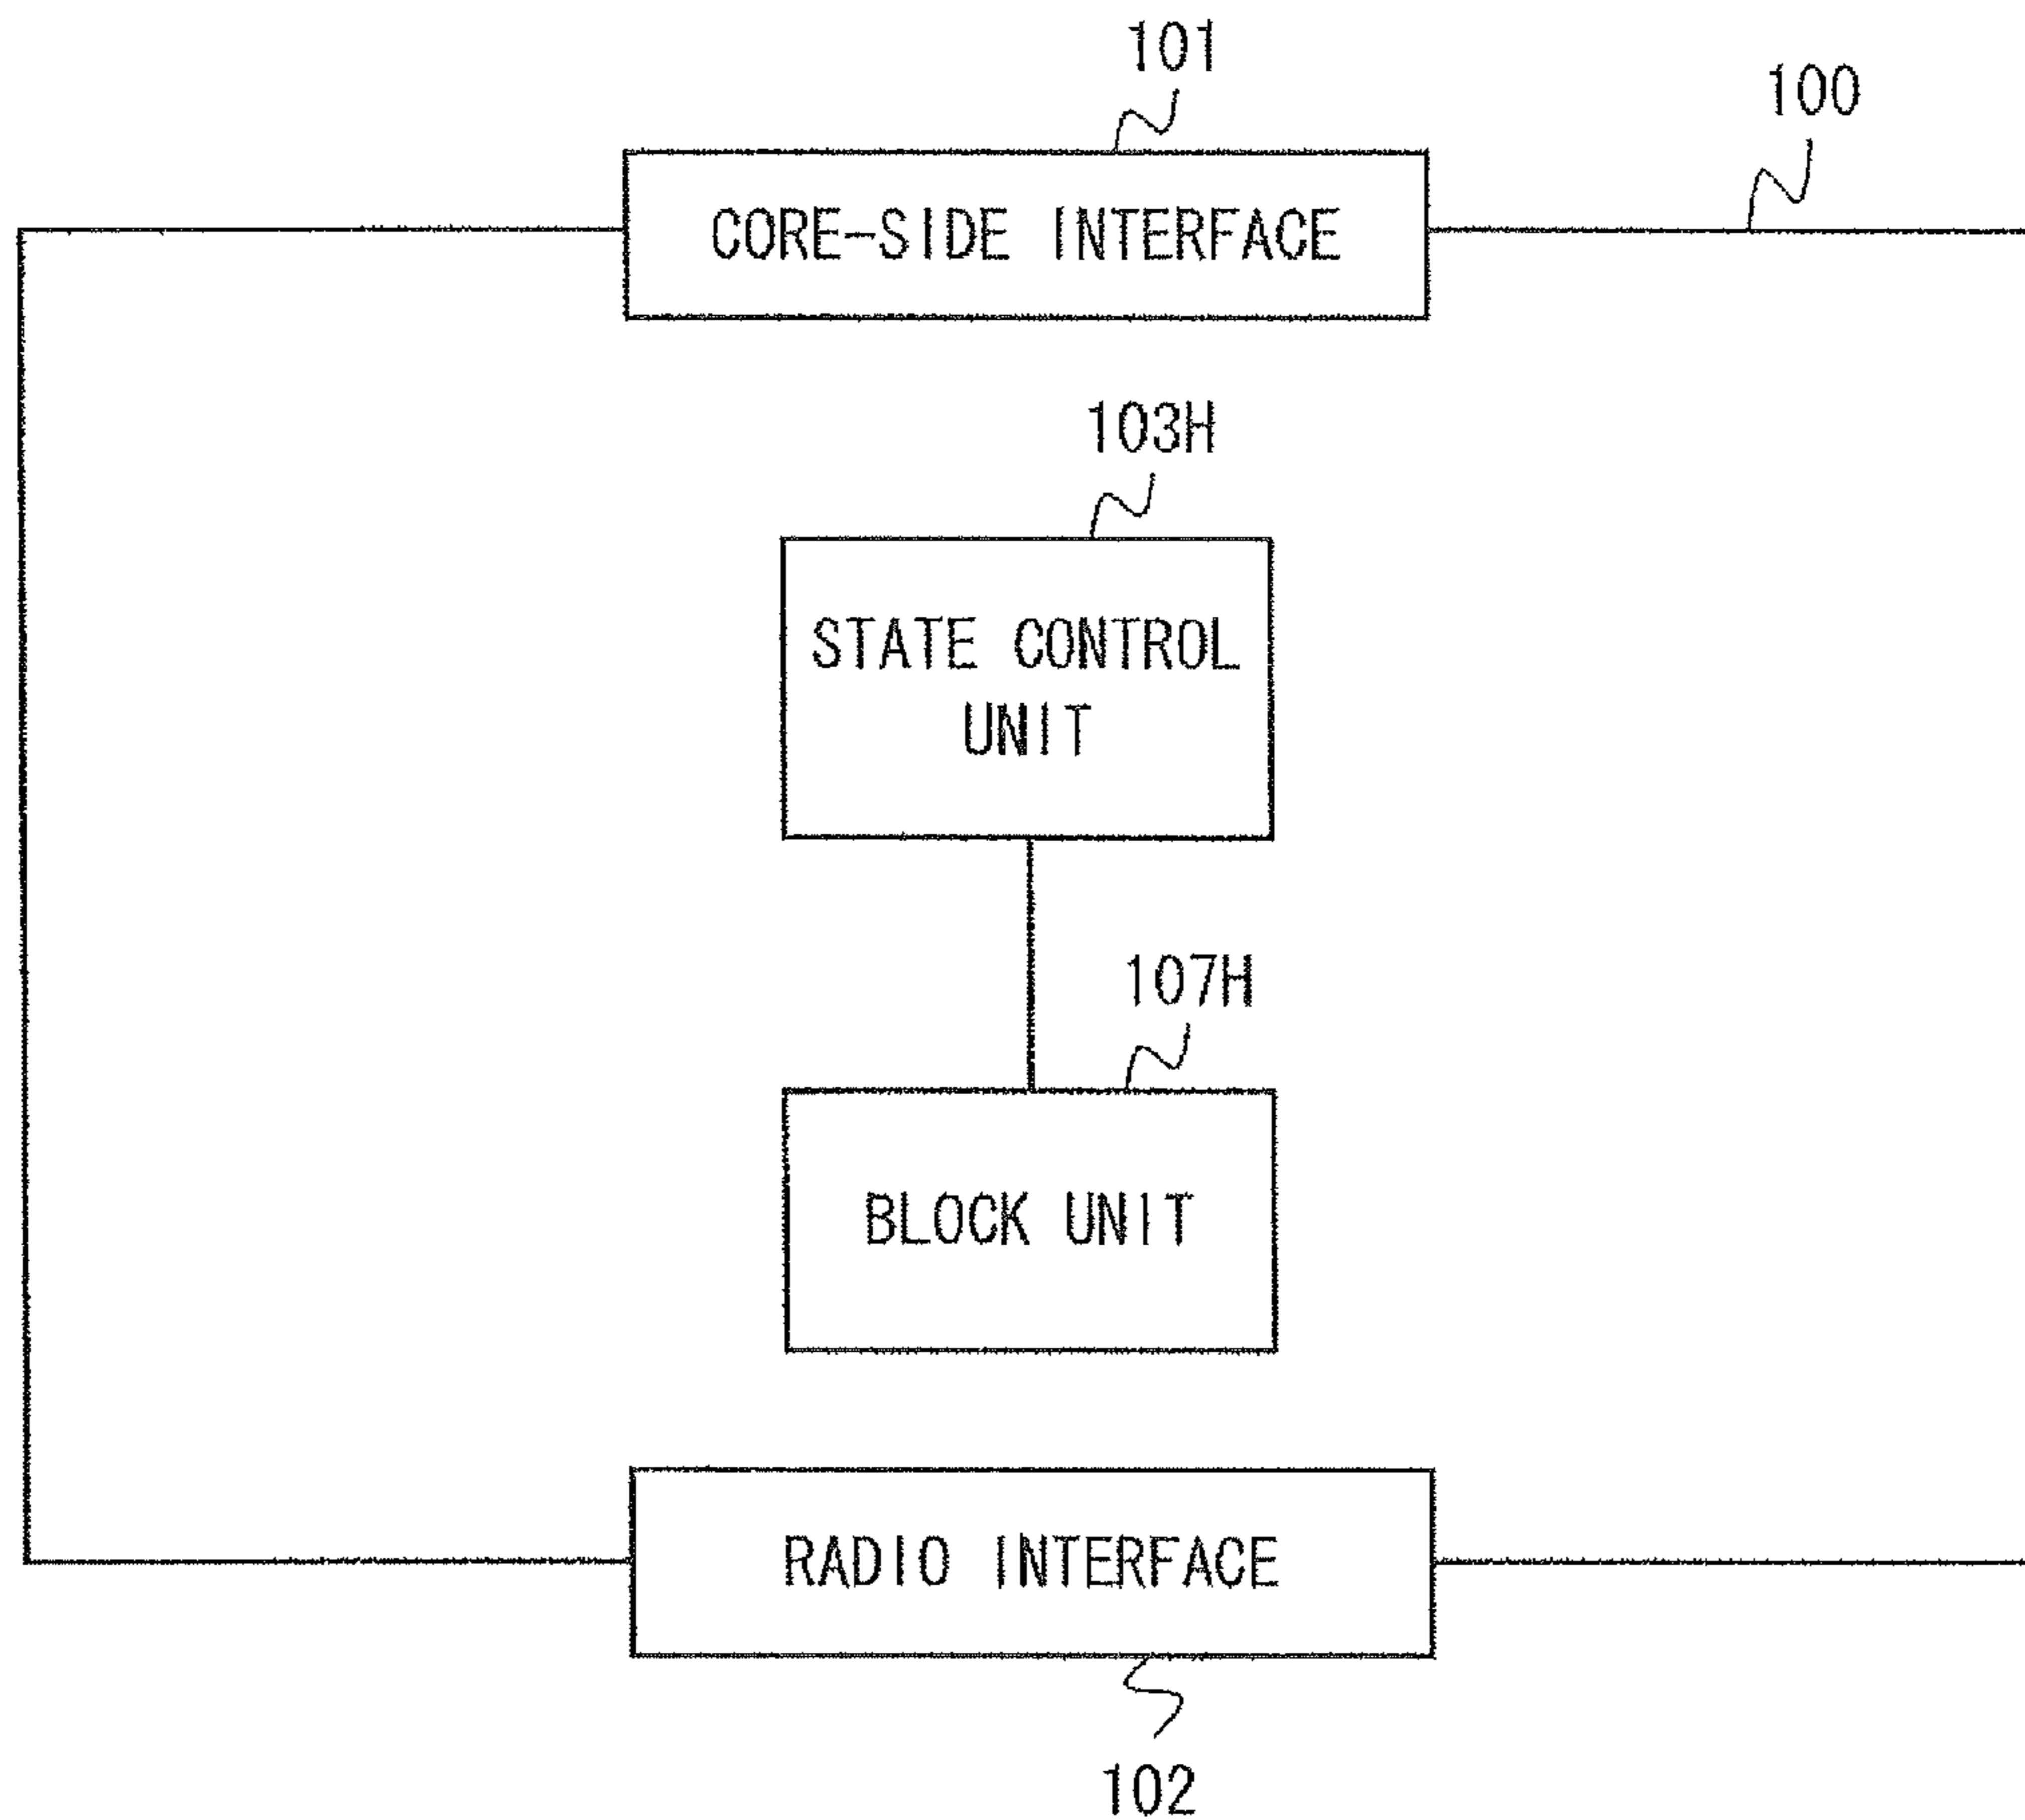 101
100
CORE-SIDE INTERFACE
103H
STATE CONTROL
UNIT
107H
BLOCK UNIT
RADIO INTERFACE
102